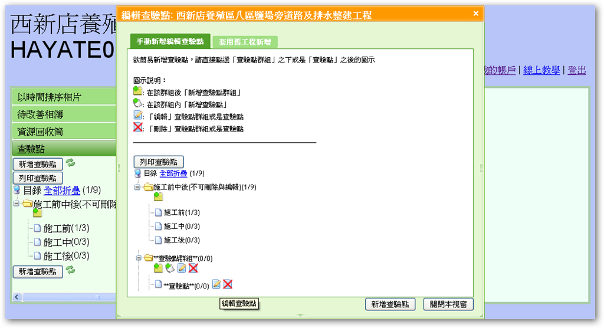 西新店養殖
HAYATE0
的帳戶 | 線上教學 | 登出
以時間排序相片
待改善相簿
資源回收筒
查驗點
新增查驗點
列印查驗點
目錄 全部折疊 (1/9)
施工前中後(不可刪除
施工前(1/3)
施工中(0/3)
施工後(0/3)
新增查驗點
編輯查驗點: 西新店養殖區八區鹽場旁道路及排水整建工程
手動新增編輯查驗點
套用舊工程新增
欲簡易新增查驗點，請直接點選「查驗點群組」之下或是「查驗點」之後的圖示
圖示說明：
: 在該群組後「新增查驗點群組」
: 在該群組內「新增查驗點」
: 「編輯」查驗點群組或是查驗點
: 「刪除」查驗點群組或是查驗點
列印查驗點
目錄 全部折疊 (1/9)
施工前中後(不可刪除與編輯)(1/9)
施工前(1/3)
施工中(0/3)
施工後(0/3)
**查驗點群組**(0/0)
**查驗點**(0/0)
編輯查驗點
新增查驗點
關閉本視窗